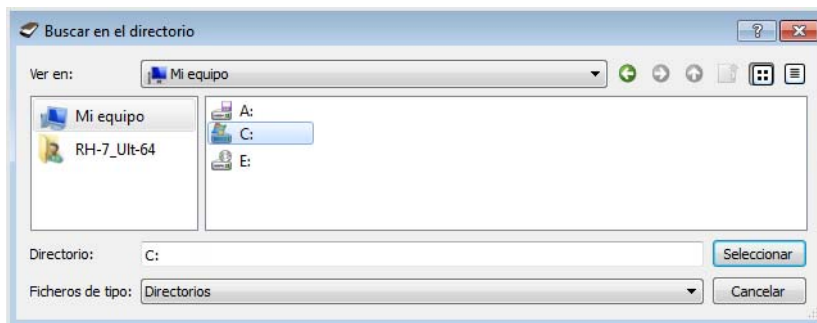 Buscar en el directorio
Ver en: Mi equipo
Mi equipo
RH-7_Ult-64
A:
C:
E:
Directorio: C:
Seleccionar
Ficheros de tipo: Directorios
Cancelar